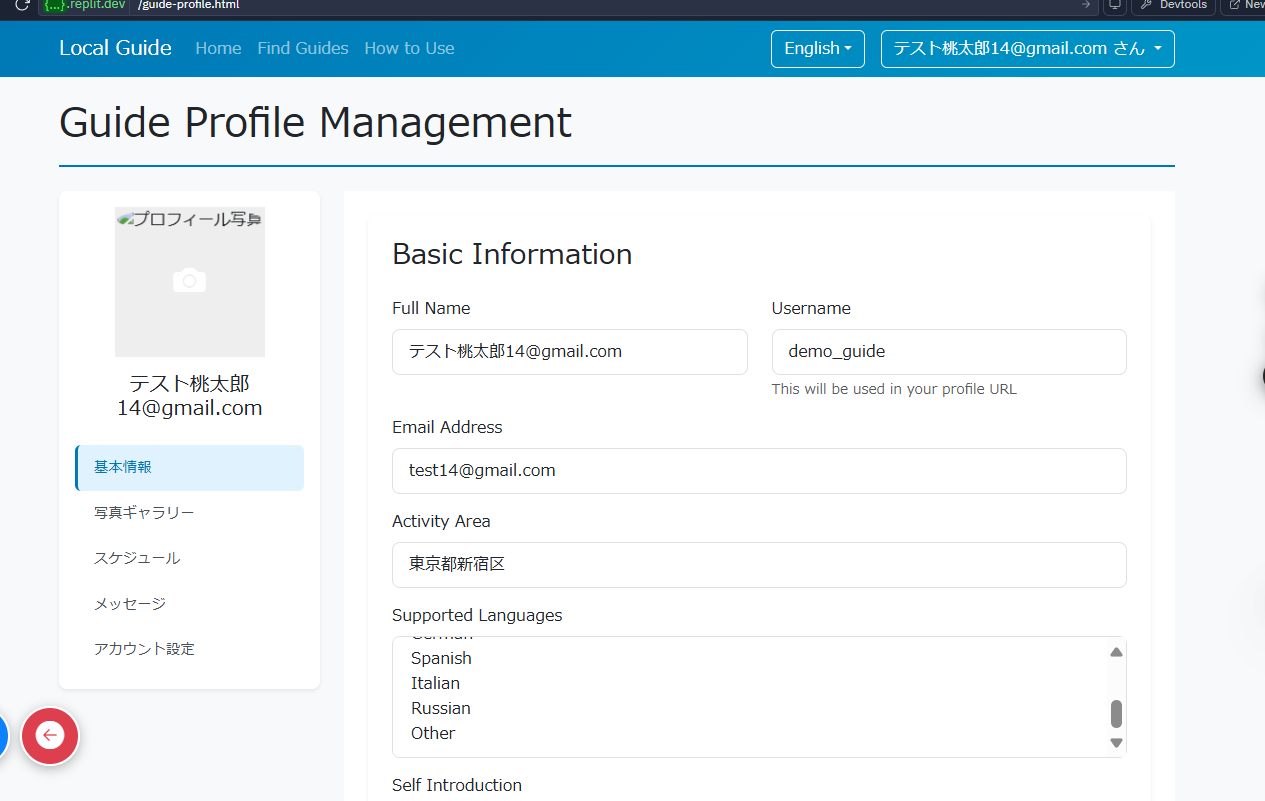 {...}.replit.dev /guide-profile.html
Devtools
New
Local Guide Home Find Guides How to Use English テスト桃太郎14@gmail.com さん
Guide Profile Management
プロフィール写真
テスト桃太郎
14@gmail.com
基本情報
写真ギャラリー
スケジュール
メッセージ
アカウント設定
Basic Information
Full Name
テスト桃太郎14@gmail.com
Username
demo_guide
This will be used in your profile URL
Email Address
test14@gmail.com
Activity Area
東京都新宿区
Supported Languages
German
Spanish
Italian
Russian
Other
Self Introduction